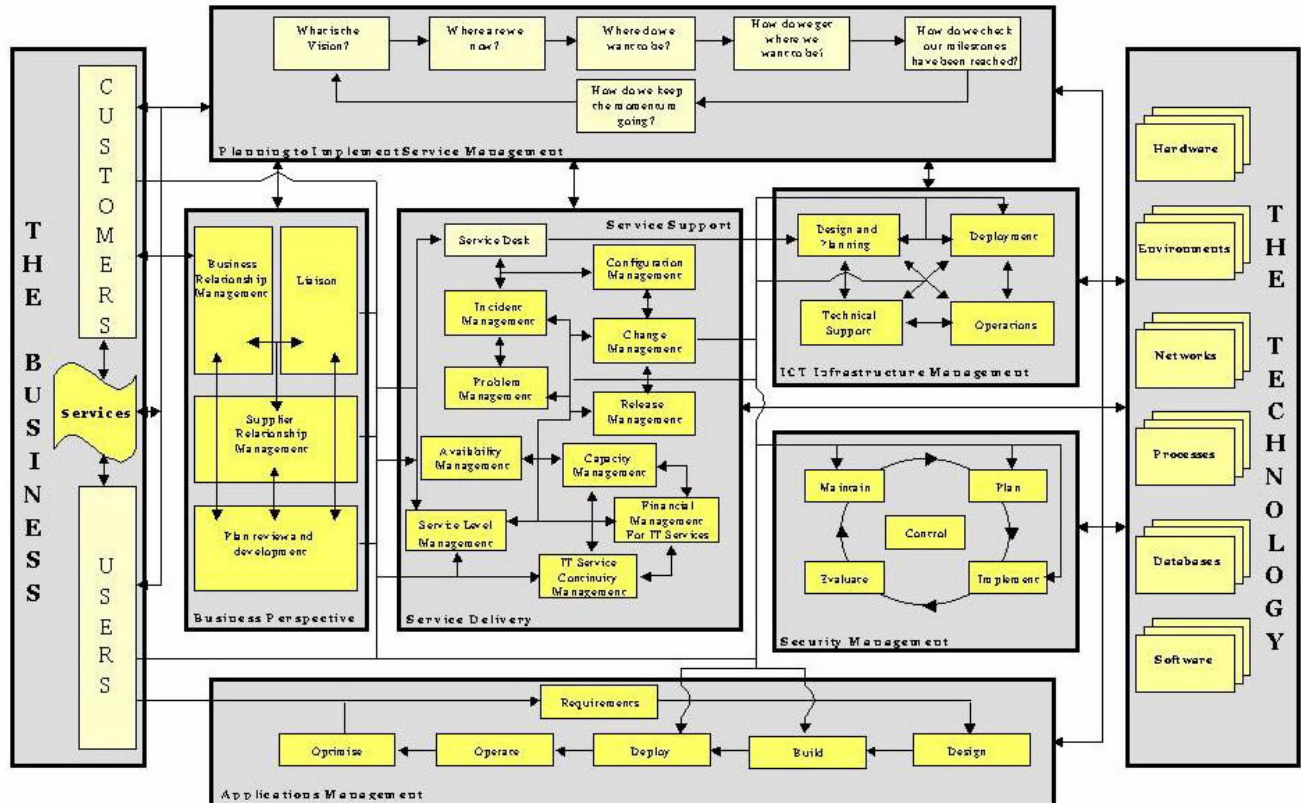 What is the
Vision?
Where are we
now?
Where do we
want to be?
How do we get
where we
want to be?
How do we check
our milestones
have been reached?
How do we keep
the momentum
going?
Planning to Implement Service Management
THE BUSINESS
CUSTOMERS
Services
USERS
Business
Relationship
Management
Liaison
Supplier
Relationship
Management
Plan review and
development
Business Perspective
Service Support
Service Desk
Configuration
Management
Incident
Management
Change
Management
Problem
Management
Release
Management
Availability
Management
Capacity
Management
Service Level
Management
Financial
Management
For IT Services
IT Service
Continuity
Management
Service Delivery
Design and
Planning
Deployment
Technical
Support
Operations
ICT Infrastructure Management
Maintain
Plan
Control
Evaluate
Implement
Security Management
Requirements
Optimise
Operate
Deploy
Build
Design
Applications Management
THE TECHNOLOGY
Hardware
Environments
Networks
Processes
Databases
Software